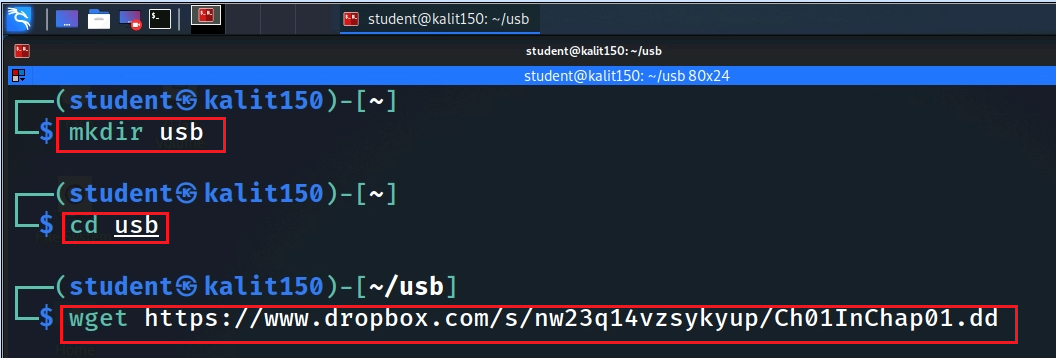 student@kalit150: ~/usb
student@kalit150: ~/usb
student@kalit150: ~/usb 80x24
┌──(student㉿kalit150)-[~]
└─$ mkdir usb
┌──(student㉿kalit150)-[~]
└─$ cd usb
┌──(student㉿kalit150)-[~/usb]
└─$ wget https://www.dropbox.com/s/nw23q14vzsykyup/Ch01InChap01.dd